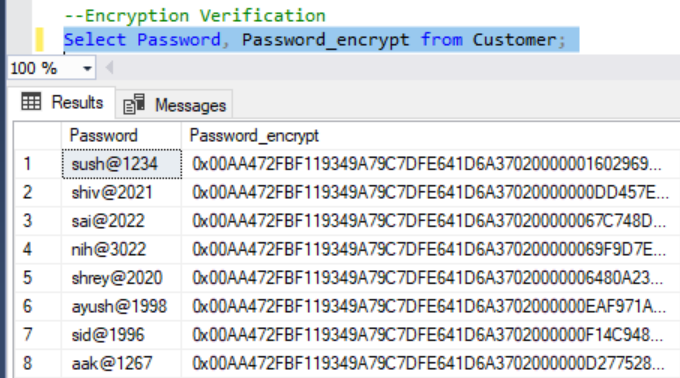 --Encryption Verification
Select Password, Password_encrypt from Customer;
100 %
Results Messages
Password Password_encrypt
1 sush@1234 0x00AA472FBF119349A79C7DFE641D6A37020000001602969...
2 shiv@2021 0x00AA472FBF119349A79C7DFE641D6A3702000000DD457E...
3 sai@2022 0x00AA472FBF119349A79C7DFE641D6A370200000067C748D...
4 nih@3022 0x00AA472FBF119349A79C7DFE641D6A370200000069F9D7E...
5 shrey@2020 0x00AA472FBF119349A79C7DFE641D6A37020000006480A23...
6 ayush@1998 0x00AA472FBF119349A79C7DFE641D6A3702000000EAF971A...
7 sid@1996 0x00AA472FBF119349A79C7DFE641D6A3702000000F14C948...
8 aak@1267 0x00AA472FBF119349A79C7DFE641D6A3702000000D277528...